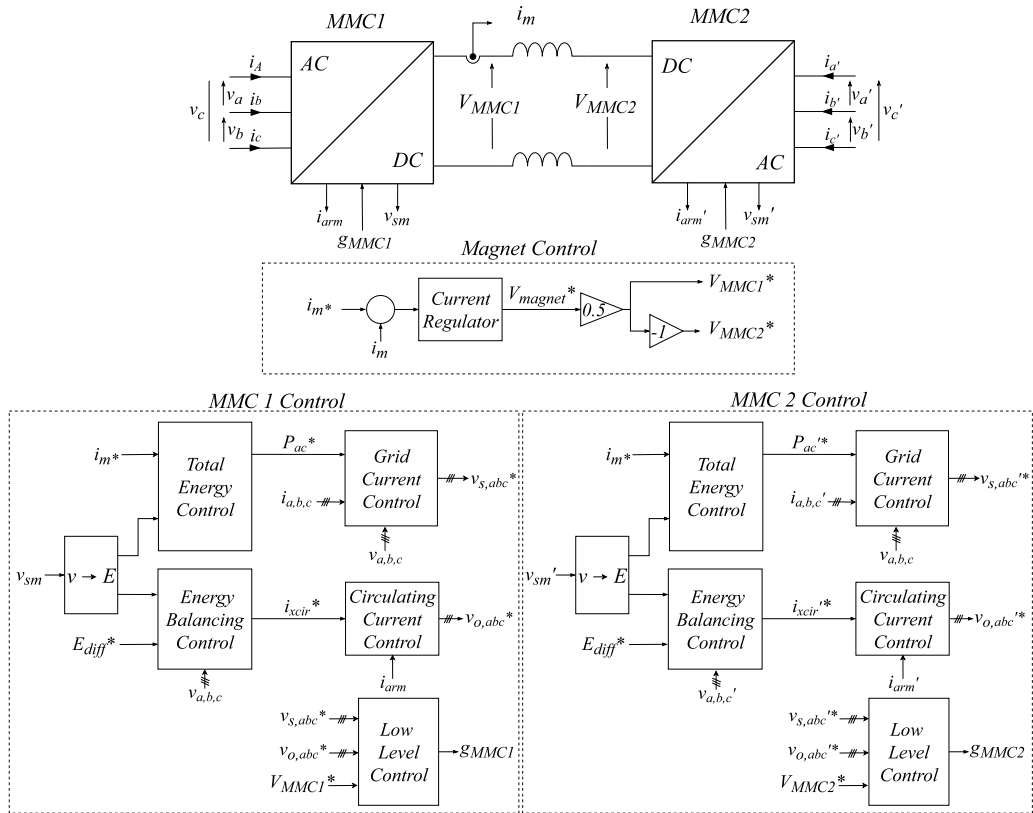 MMC1
i_m
MMC2
AC
DC
DC
AC
i_A
i_b
i_c
v_a
v_b
v_c
V_MMC1
V_MMC2
i_a'
i_b'
i_c'
v_a'
v_b'
v_c'
i_arm
v_sm
g_MMC1
i_arm'
v_sm'
g_MMC2
Magnet Control
i_m*
i_m
Current
Regulator
V_magnet*
0.5
-1
V_MMC1*
V_MMC2*
MMC 1 Control
i_m*
Total
Energy
Control
P_ac*
i_a,b,c
Grid
Current
Control
v_s,abc*
v_a,b,c
v_sm
v → E
E_diff*
Energy
Balancing
Control
v_a,b,c
i_xcir*
Circulating
Current
Control
v_o,abc*
i_arm
v_s,abc*
v_o,abc*
V_MMC1*
Low
Level
Control
g_MMC1
MMC 2 Control
i_m*
Total
Energy
Control
P_ac'*
i_a,b,c'
Grid
Current
Control
v_s,abc'*
v_a,b,c
v_sm'
v → E
E_diff*
Energy
Balancing
Control
v_a,b,c'
i_xcir'*
Circulating
Current
Control
v_o,abc'*
i_arm'
v_s,abc'*
v_o,abc'*
V_MMC2*
Low
Level
Control
g_MMC2